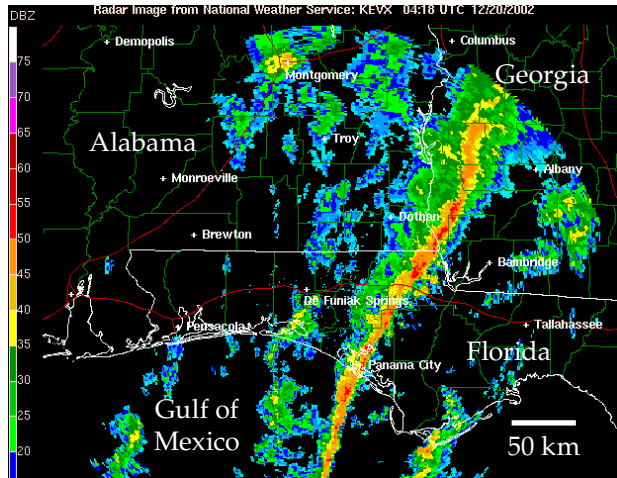 Radar Image from National Weather Service: KEVX 04:18 UTC 12/20/2002
DBZ
75
70
65
60
55
50
45
40
35
30
25
20
Demopolis
Columbus
Montgomery
Georgia
Alabama
Troy
Monroeville
Albany
Dothan
Brewton
Bainbridge
De Funiak Springs
Pensacola
Tallahassee
Florida
Panama City
Gulf of
Mexico
50 km